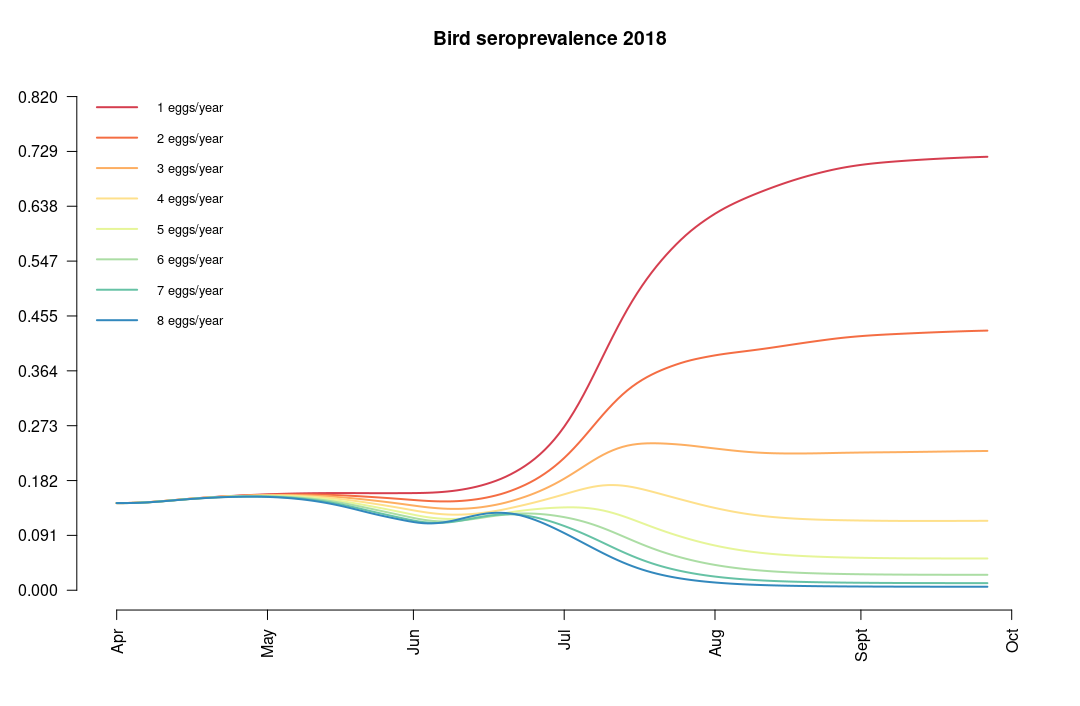 Bird seroprevalence 2018
0.820
0.729
0.638
0.547
0.455
0.364
0.273
0.182
0.091
0.000
1 eggs/year
2 eggs/year
3 eggs/year
4 eggs/year
5 eggs/year
6 eggs/year
7 eggs/year
8 eggs/year
Apr
May
Jun
Jul
Aug
Sept
Oct